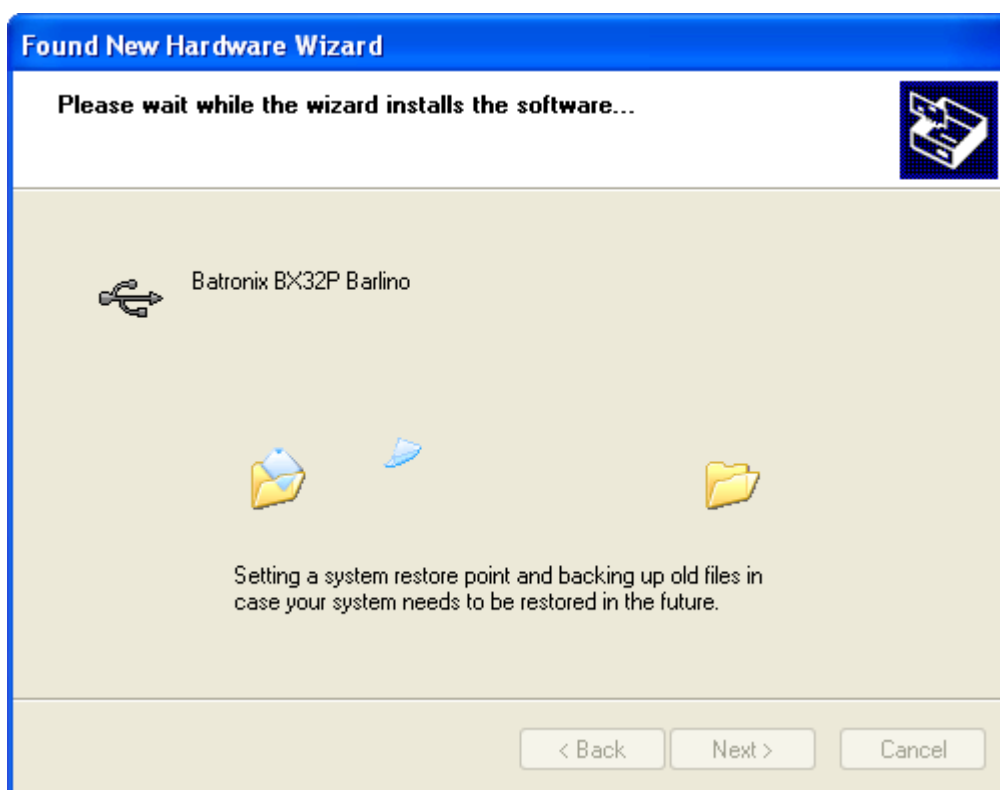 Found New Hardware Wizard
Please wait while the wizard installs the software...
Batronix BX32P Barlino
Setting a system restore point and backing up old files in
case your system needs to be restored in the future.
< Back Next > Cancel